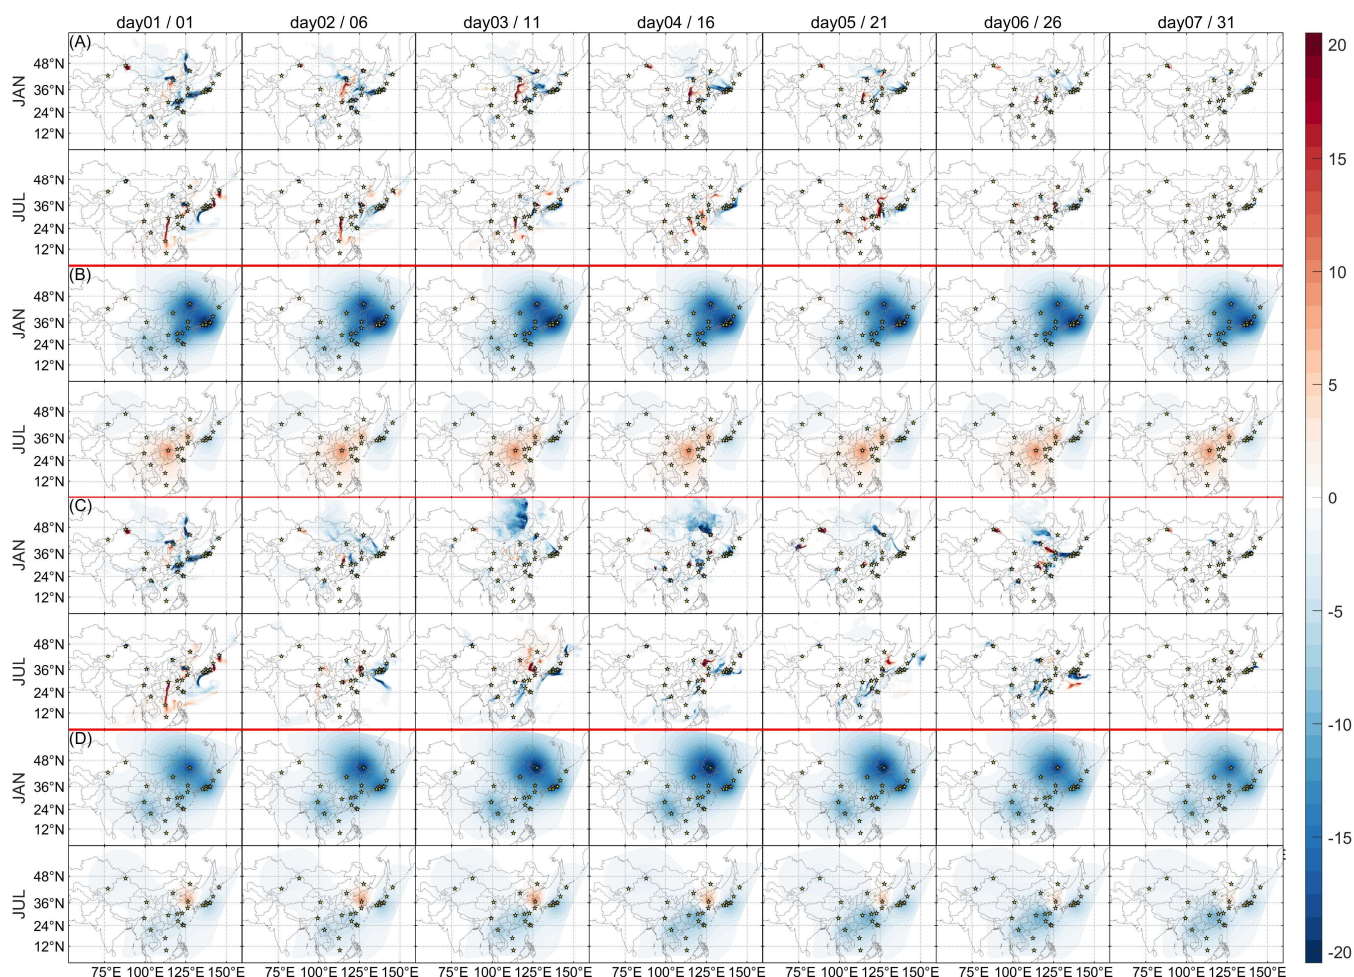 day01 / 01 day02 / 06 day03 / 11 day04 / 16 day05 / 21 day06 / 26 day07 / 31
(A)
JAN
48°N
36°N
24°N
12°N
JUL
48°N
36°N
24°N
12°N
(B)
JAN
48°N
36°N
24°N
12°N
JUL
48°N
36°N
24°N
12°N
(C)
JAN
48°N
36°N
24°N
12°N
JUL
48°N
36°N
24°N
12°N
(D)
JAN
48°N
36°N
24°N
12°N
JUL
48°N
36°N
24°N
12°N
75°E 100°E 125°E 150°E 75°E 100°E 125°E 150°E 75°E 100°E 125°E 150°E 75°E 100°E 125°E 150°E 75°E 100°E 125°E 150°E 75°E 100°E 125°E 150°E 75°E 100°E 125°E 150°E
20
15
10
5
0
-5
-10
-15
-20